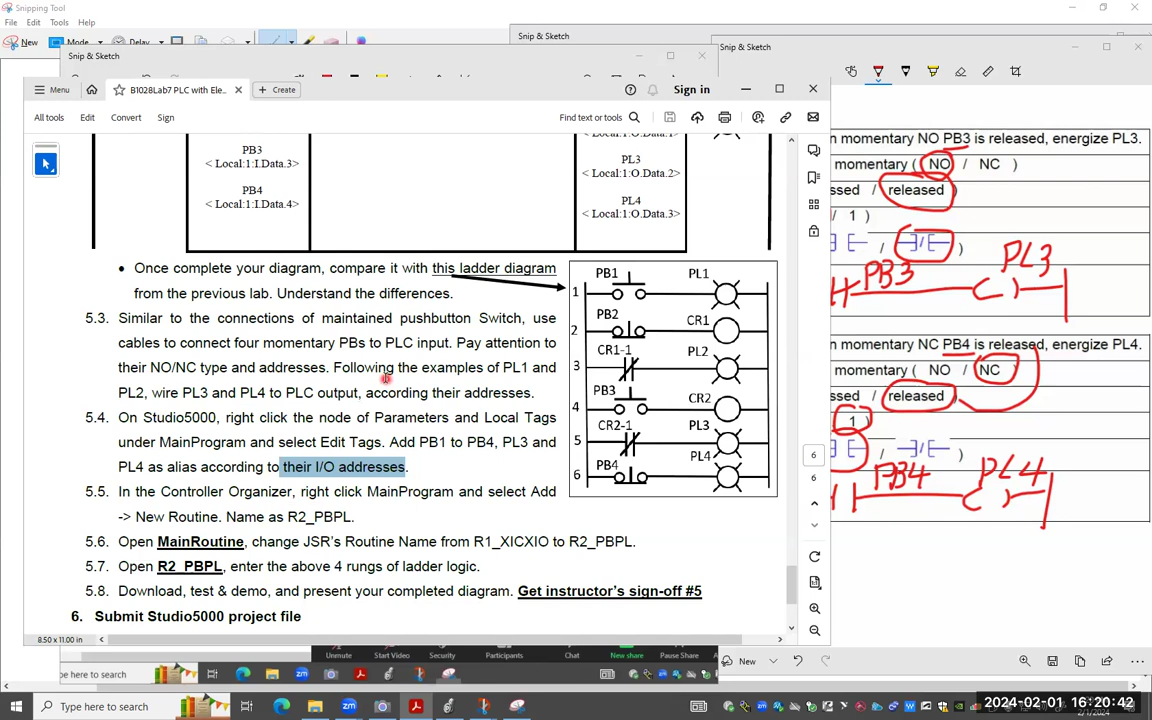 Snipping Tool
File Edit Tools Help
New Mode Delay
Snip & Sketch
Snip & Sketch
Snip & Sketch
Menu
B1028Lab7 PLC with Ele...
Create
Sign in
All tools Edit Convert Sign
Find text or tools
PB3
< Local:1:I.Data.3>
PB4
< Local:1:I.Data.4>
PL3
< Local:1:O.Data.2>
PL4
< Local:1:O.Data.3>
• Once complete your diagram, compare it with this ladder diagram
from the previous lab. Understand the differences.
5.3. Similar to the connections of maintained pushbutton Switch, use
cables to connect four momentary PBs to PLC input. Pay attention to
their NO/NC type and addresses. Following the examples of PL1 and
PL2, wire PL3 and PL4 to PLC output, according their addresses.
5.4. On Studio5000, right click the node of Parameters and Local Tags
under MainProgram and select Edit Tags. Add PB1 to PB4, PL3 and
PL4 as alias according to their I/O addresses.
5.5. In the Controller Organizer, right click MainProgram and select Add
-> New Routine. Name as R2_PBPL.
5.6. Open MainRoutine, change JSR's Routine Name from R1_XICXIO to R2_PBPL.
5.7. Open R2_PBPL, enter the above 4 rungs of ladder logic.
5.8. Download, test & demo, and present your completed diagram. Get instructor's sign-off #5
6. Submit Studio5000 project file
PB1 PL1
1
PB2 CR1
2
CR1-1 PL2
3
PB3 CR2
4
CR2-1 PL3
5
PB4 PL4
6
6
6
8.50 x 11.00 in
n momentary NO PB3 is released, energize PL3.
momentary ( NO / NC )
ssed / released )
/ 1 )
/ )
PB3 PL3
n momentary NC PB4 is released, energize PL4.
momentary ( NO / NC )
ssed / released )
1 )
/ )
PB4 PL4
Unmute Start Video Security Participants Chat New share Pause Share
New
here to search
Type here to search
2024-02-01 16:20:42